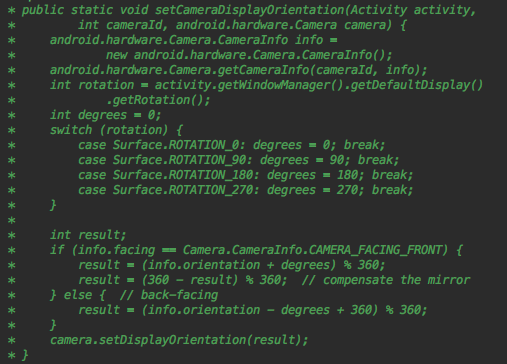 * public static void setCameraDisplayOrientation(Activity activity,
*         int cameraId, android.hardware.Camera camera) {
*     android.hardware.Camera.CameraInfo info =
*             new android.hardware.Camera.CameraInfo();
*     android.hardware.Camera.getCameraInfo(cameraId, info);
*     int rotation = activity.getWindowManager().getDefaultDisplay()
*             .getRotation();
*     int degrees = 0;
*     switch (rotation) {
*         case Surface.ROTATION_0: degrees = 0; break;
*         case Surface.ROTATION_90: degrees = 90; break;
*         case Surface.ROTATION_180: degrees = 180; break;
*         case Surface.ROTATION_270: degrees = 270; break;
*     }
*
*     int result;
*     if (info.facing == Camera.CameraInfo.CAMERA_FACING_FRONT) {
*         result = (info.orientation + degrees) % 360;
*         result = (360 - result) % 360;  // compensate the mirror
*     } else {  // back-facing
*         result = (info.orientation - degrees + 360) % 360;
*     }
*     camera.setDisplayOrientation(result);
* }